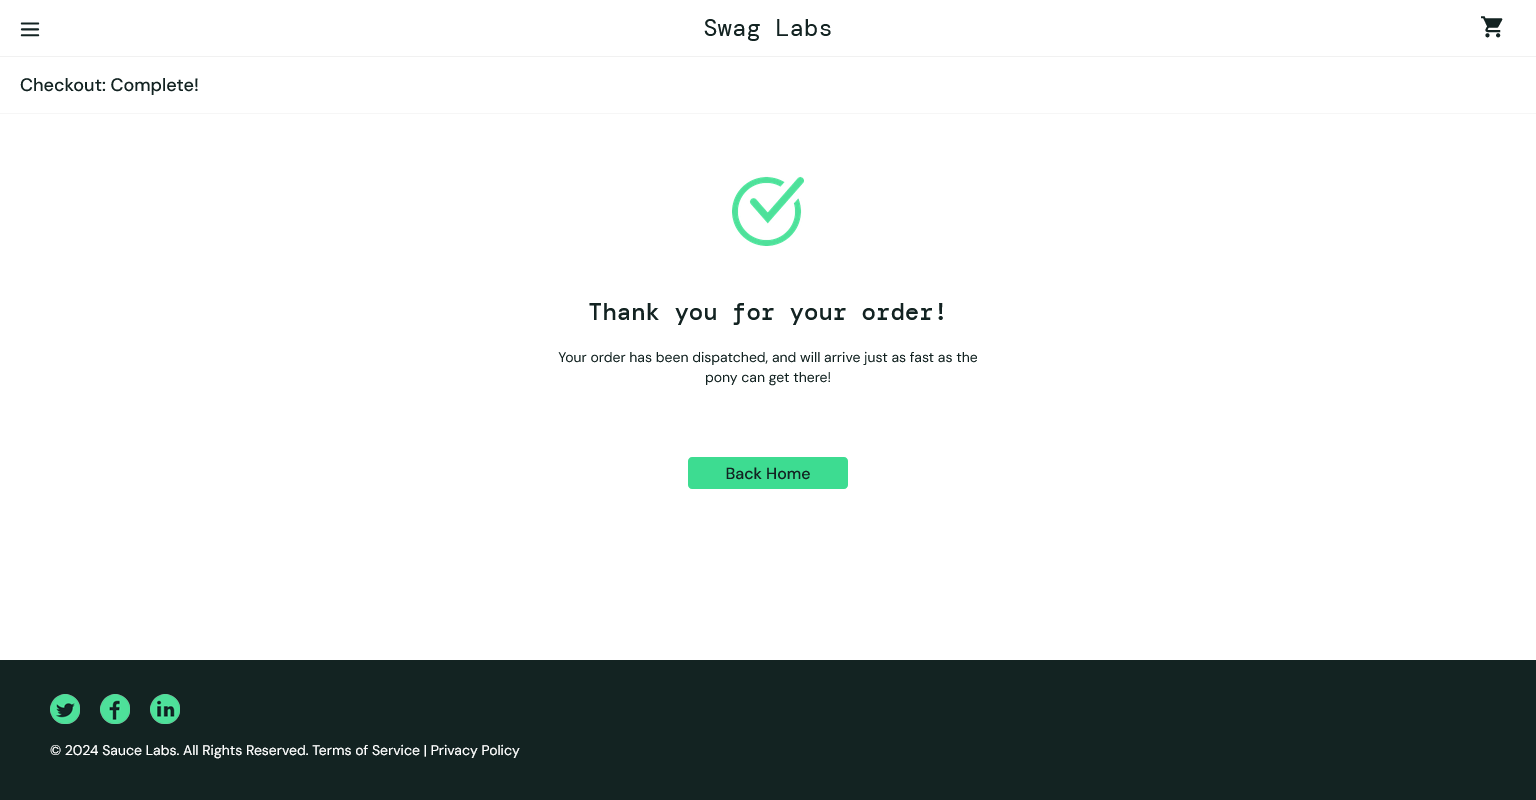 Swag Labs
Checkout: Complete!
Thank you for your order!
Your order has been dispatched, and will arrive just as fast as the
pony can get there!
Back Home
© 2024 Sauce Labs. All Rights Reserved. Terms of Service | Privacy Policy